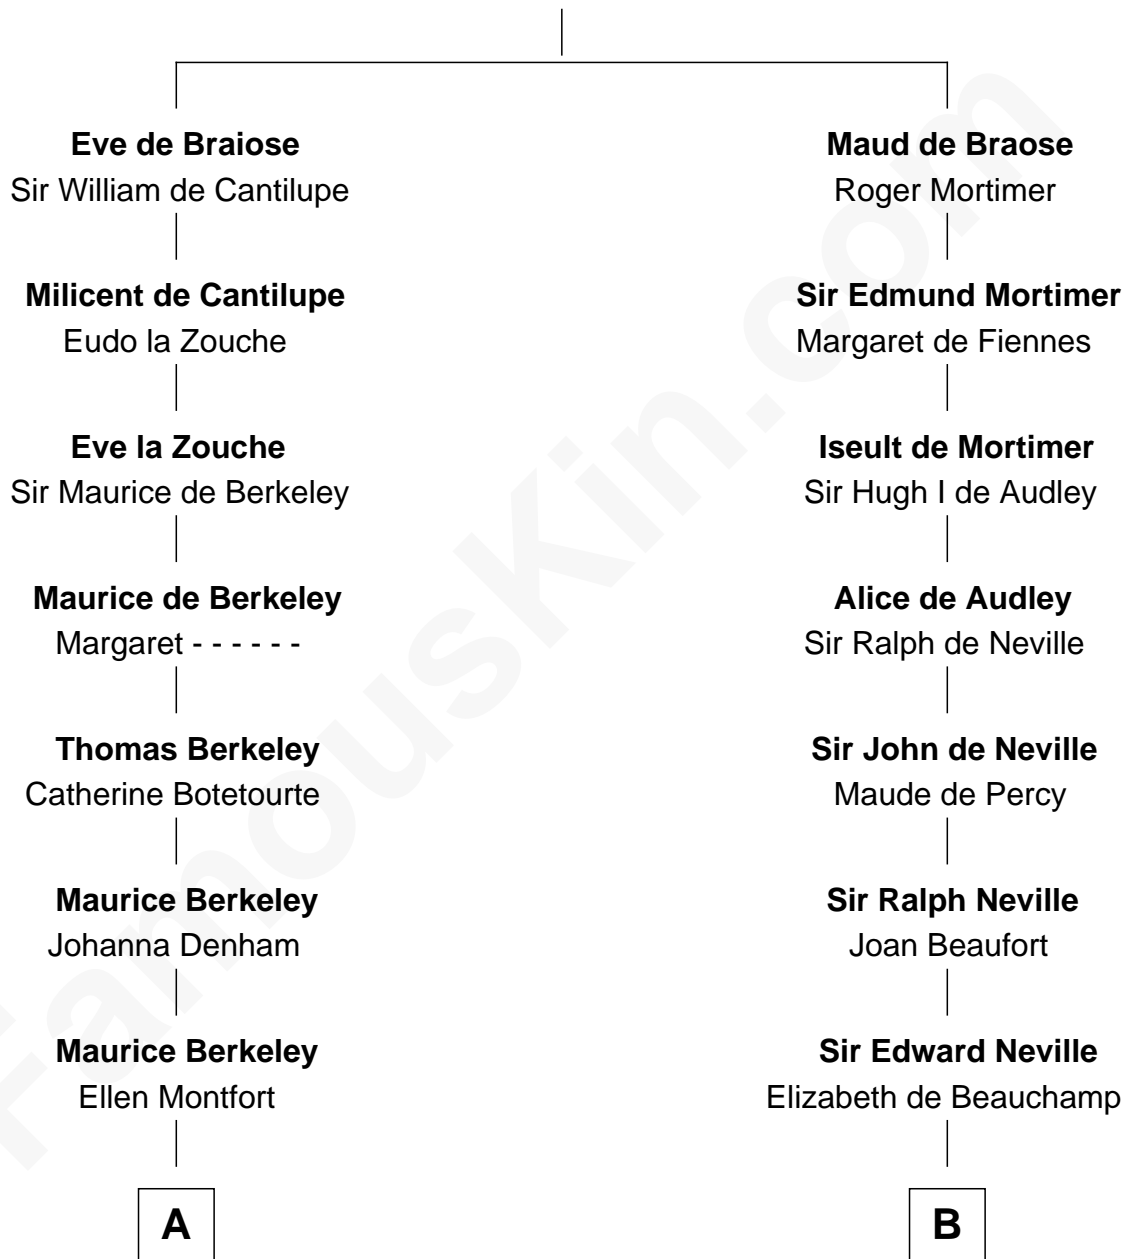 Eve de Braiose
Sir William de Cantilupe
Milicent de Cantilupe
Eudo la Zouche
Eve la Zouche
Sir Maurice de Berkeley
Maurice de Berkeley
Margaret - - - - - -
Thomas Berkeley
Catherine Botetourte
Maurice Berkeley
Johanna Denham
Maurice Berkeley
Ellen Montfort
A
Maud de Braose
Roger Mortimer
Sir Edmund Mortimer
Margaret de Fiennes
Iseult de Mortimer
Sir Hugh I de Audley
Alice de Audley
Sir Ralph de Neville
Sir John de Neville
Maude de Percy
Sir Ralph Neville
Joan Beaufort
Sir Edward Neville
Elizabeth de Beauchamp
B
FamousKin.com